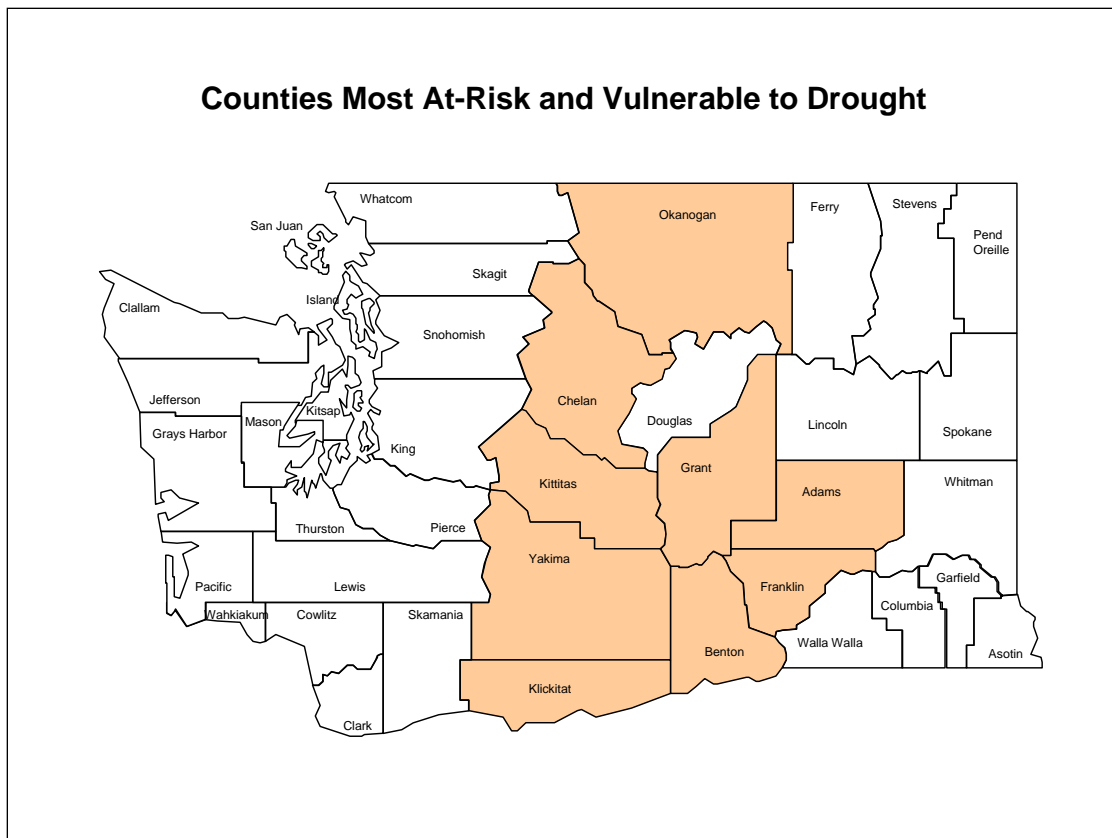 Counties Most At-Risk and Vulnerable to Drought
Whatcom
Okanogan
Ferry
Stevens
Pend
Oreille
San Juan
Skagit
Island
Clallam
Snohomish
Jefferson
Mason
Kitsap
Chelan
Douglas
Lincoln
Spokane
Grays Harbor
King
Kittitas
Grant
Adams
Whitman
Thurston
Pierce
Yakima
Pacific
Lewis
Franklin
Garfield
Columbia
Wahkiakum
Cowlitz
Skamania
Benton
Walla Walla
Asotin
Klickitat
Clark